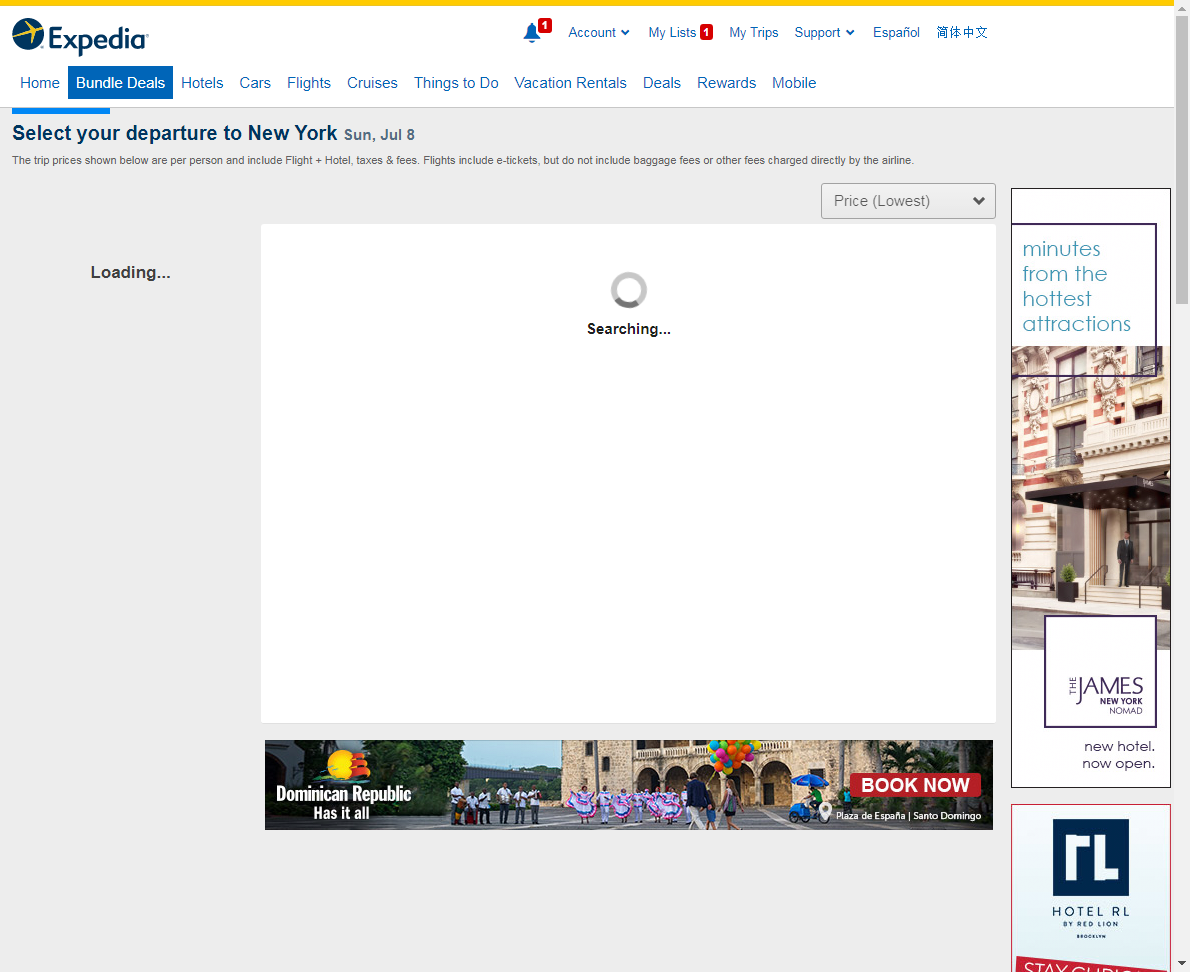 Expedia
1
Account
My Lists 1
My Trips
Support
Español
简体中文
Home
Bundle Deals
Hotels
Cars
Flights
Cruises
Things to Do
Vacation Rentals
Deals
Rewards
Mobile
Select your departure to New York Sun, Jul 8
The trip prices shown below are per person and include Flight + Hotel, taxes & fees. Flights include e-tickets, but do not include baggage fees or other fees charged directly by the airline.
Price (Lowest)
Loading...
Searching...
minutes
from the
hottest
attractions
THE JAMES
NEW YORK
NOMAD
new hotel.
now open.
Dominican Republic
Has it all
BOOK NOW
Plaza de España | Santo Domingo
RL
HOTEL RL
BY RED LION
BROOKLYN